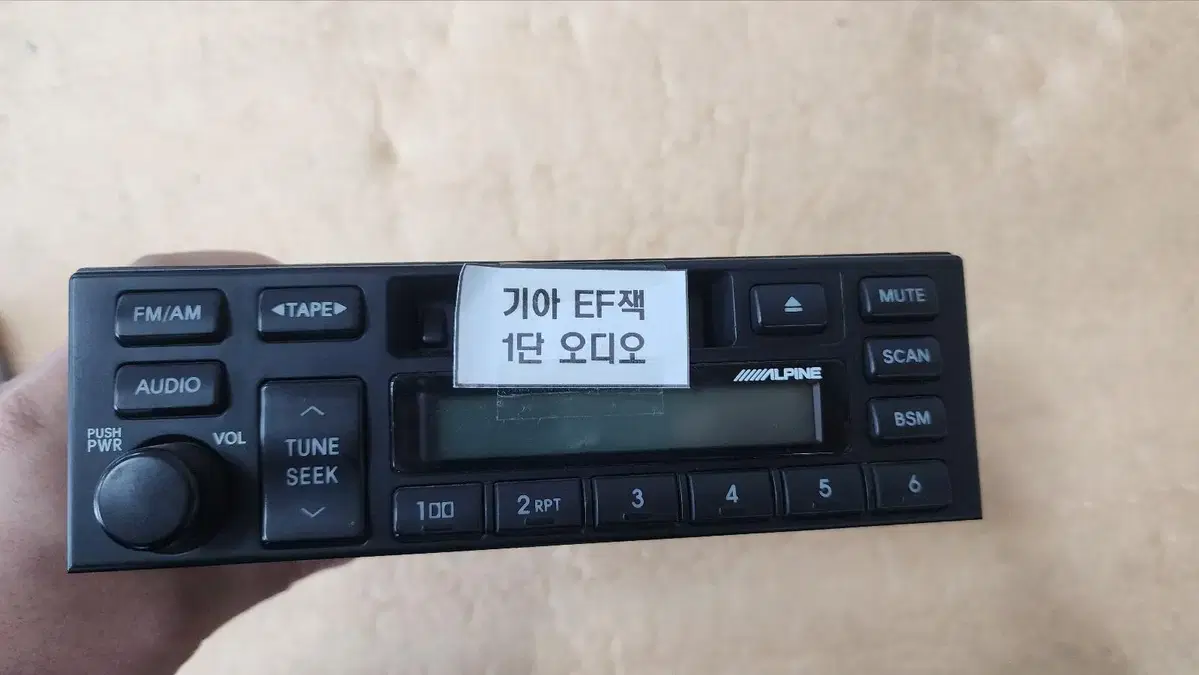 기아 EF잭
1단 오디오
FM/AM
◀TAPE▶
MUTE
AUDIO
ALPINE
SCAN
PUSH
PWR
VOL
TUNE
SEEK
BSM
1
2 RPT
3
4
5
6